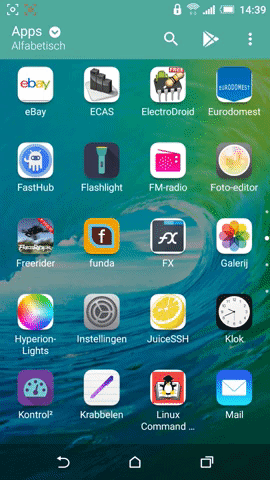 14:39
Apps
Alfabetisch
ebay
FREE
EURODOMEST
eBay
ECAS
ElectroDroid
Eurodomest
FastHub
Flashlight
FM-radio
Foto-editor
f
FX
Freerider
funda
FX
Galerij
Hyperion-
Lights
Instellingen
JuiceSSH
Klok
Kontrol²
Krabbelen
Linux
Command ...
Mail